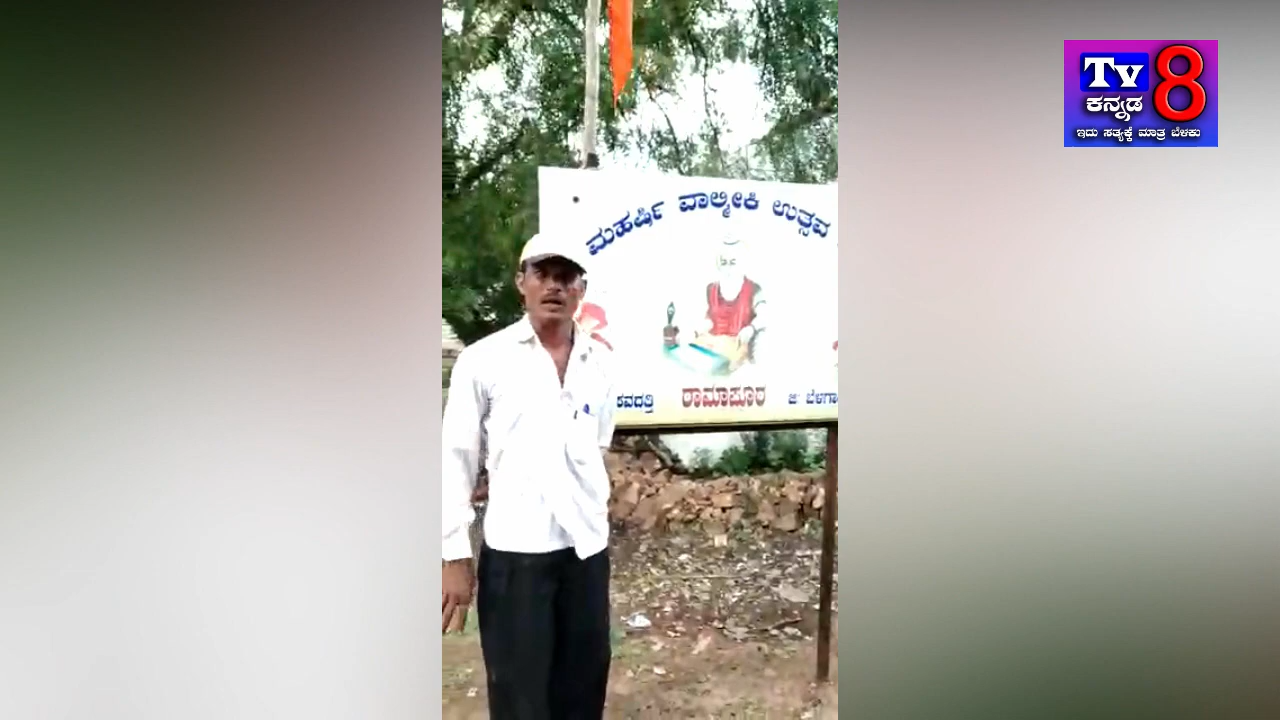 Tv 8
ಕನ್ನಡ
ಇದು ಸತ್ಯಕ್ಕೆ ಮಾತ್ರ ಬೆಳಕು
ಮಹರ್ಷಿ ವಾಲ್ಮೀಕಿ ಉತ್ಸವ
ಸವದತ್ತಿ ರಾಮಾಪೂರ ಜಿ: ಬೆಳಗಾ